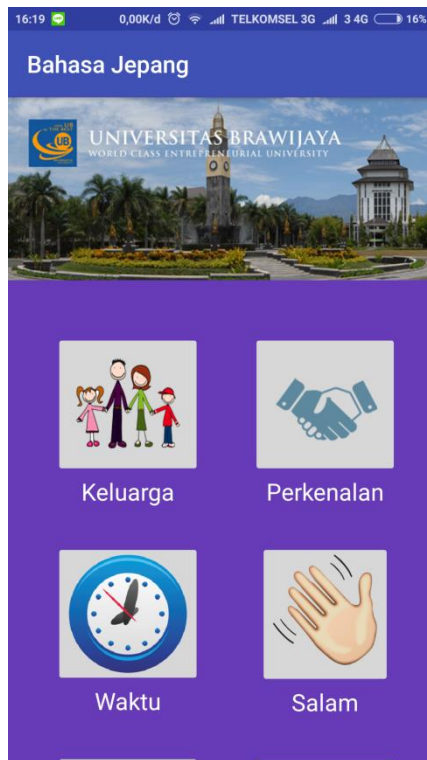 16:19 0,00K/d TELKOMSEL 3G 3 4G 16%
Bahasa Jepang
UB
UNIVERSITAS BRAWIJAYA
WORLD CLASS ENTREPRENEURIAL UNIVERSITY
Keluarga
Perkenalan
Waktu
Salam